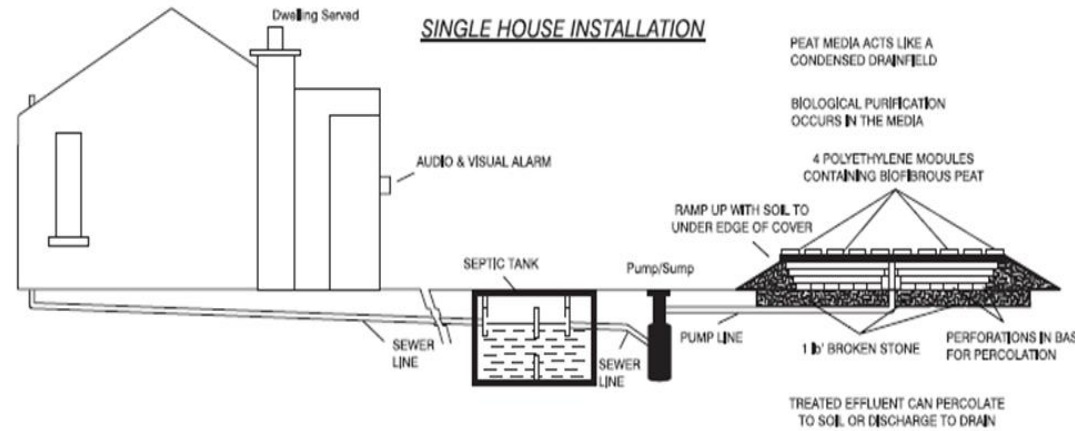 Dwelling Served
SINGLE HOUSE INSTALLATION
PEAT MEDIA ACTS LIKE A
CONDENSED DRAINFIELD
BIOLOGICAL PURIFICATION
OCCURS IN THE MEDIA
4 POLYETHYLENE MODULES
CONTAINING BIOFIBROUS PEAT
AUDIO & VISUAL ALARM
RAMP UP WITH SOIL TO
UNDER EDGE OF COVER
SEPTIC TANK
Pump/Sump
SEWER
LINE
SEWER
LINE
PUMP LINE
1 lb' BROKEN STONE
PERFORATIONS IN BAS
FOR PERCOLATION
TREATED EFFLUENT CAN PERCOLATE
TO SOIL OR DISCHARGE TO DRAIN